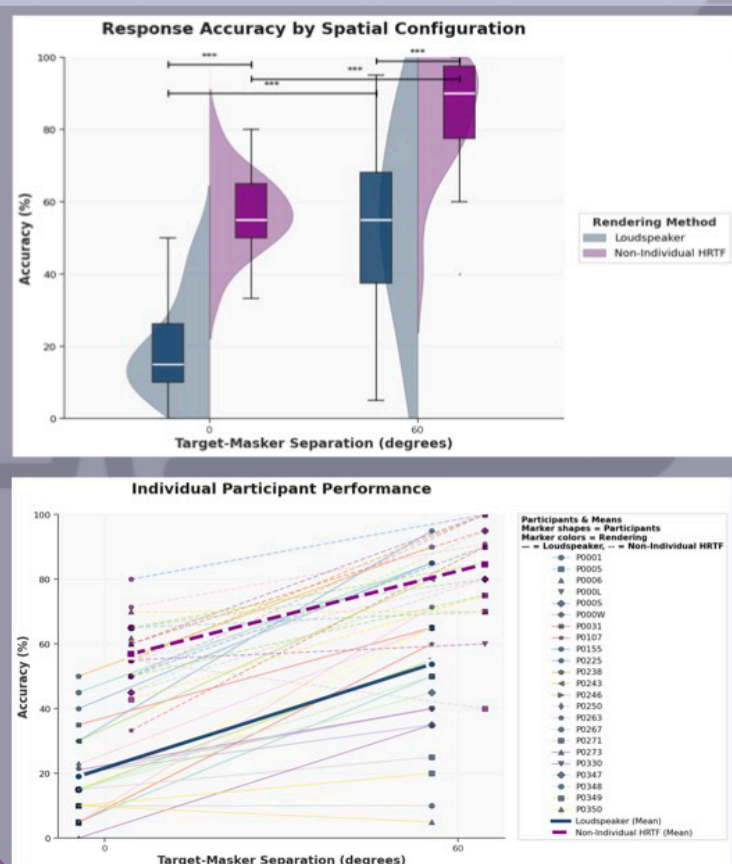 Response Accuracy by Spatial Configuration
100
80
60
40
20
0
Accuracy (%)
***
***
***
***
0
60
Target-Masker Separation (degrees)
Rendering Method
Loudspeaker
Non-Individual HRTF
Individual Participant Performance
100
80
60
40
20
0
Accuracy (%)
0
60
Target-Masker Separation (degrees)
Participants & Means
Marker shapes = Participants
Marker colors = Rendering
— = Loudspeaker, -- = Non-Individual HRTF
P0001
P0005
P0006
P000L
P000S
P000W
P0031
P0107
P0155
P0225
P0238
P0243
P0246
P0250
P0263
P0267
P0271
P0273
P0330
P0347
P0348
P0349
P0350
Loudspeaker (Mean)
Non-Individual HRTF (Mean)